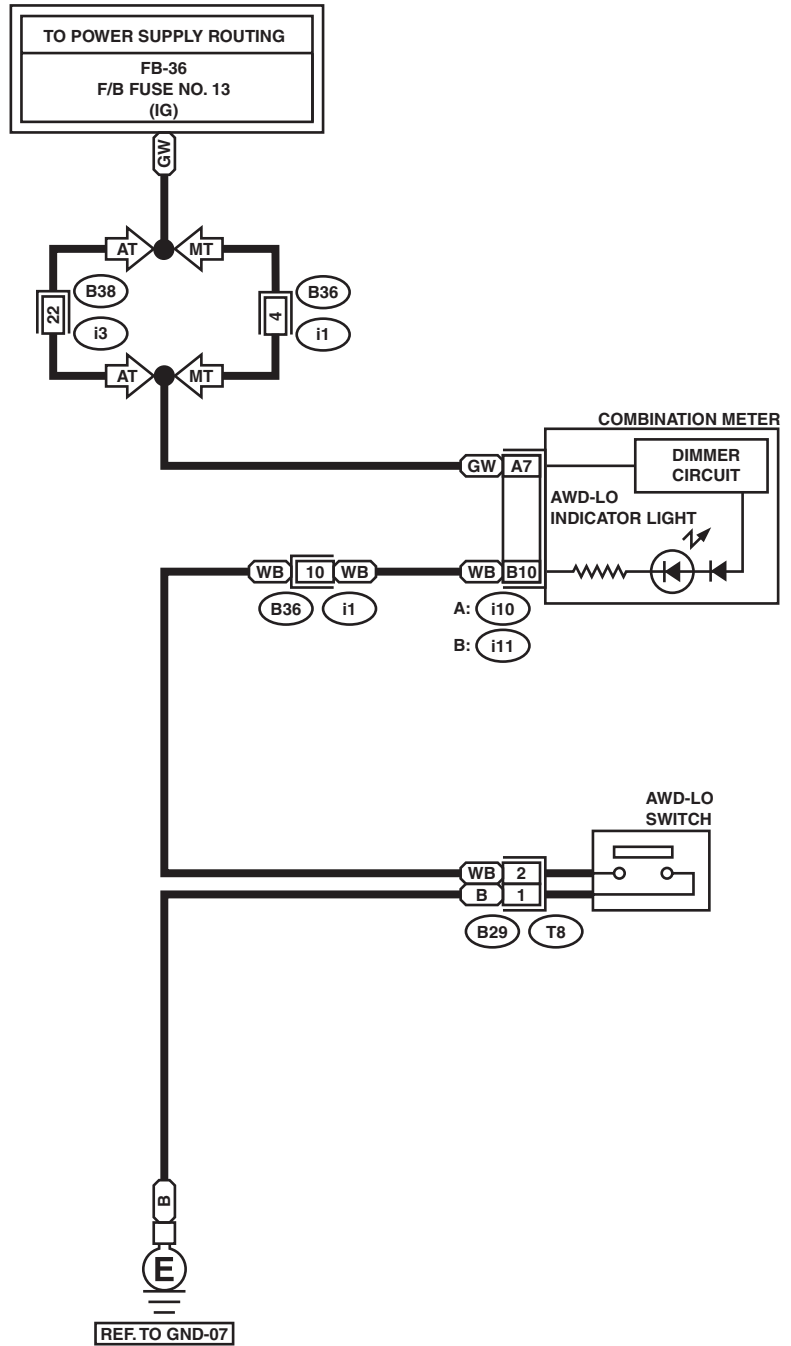 TO POWER SUPPLY ROUTING
FB-36
F/B FUSE NO. 13
(IG)
GW
AT MT
22 B38 4 B36
i3 i1
AT MT
COMBINATION METER
GW A7 DIMMER
CIRCUIT
AWD-LO
INDICATOR LIGHT
WB 10 WB WB B10
B36 i1 A: i10
B: i11
AWD-LO
SWITCH
WB 2
B 1
B29 T8
B
E
REF. TO GND-07